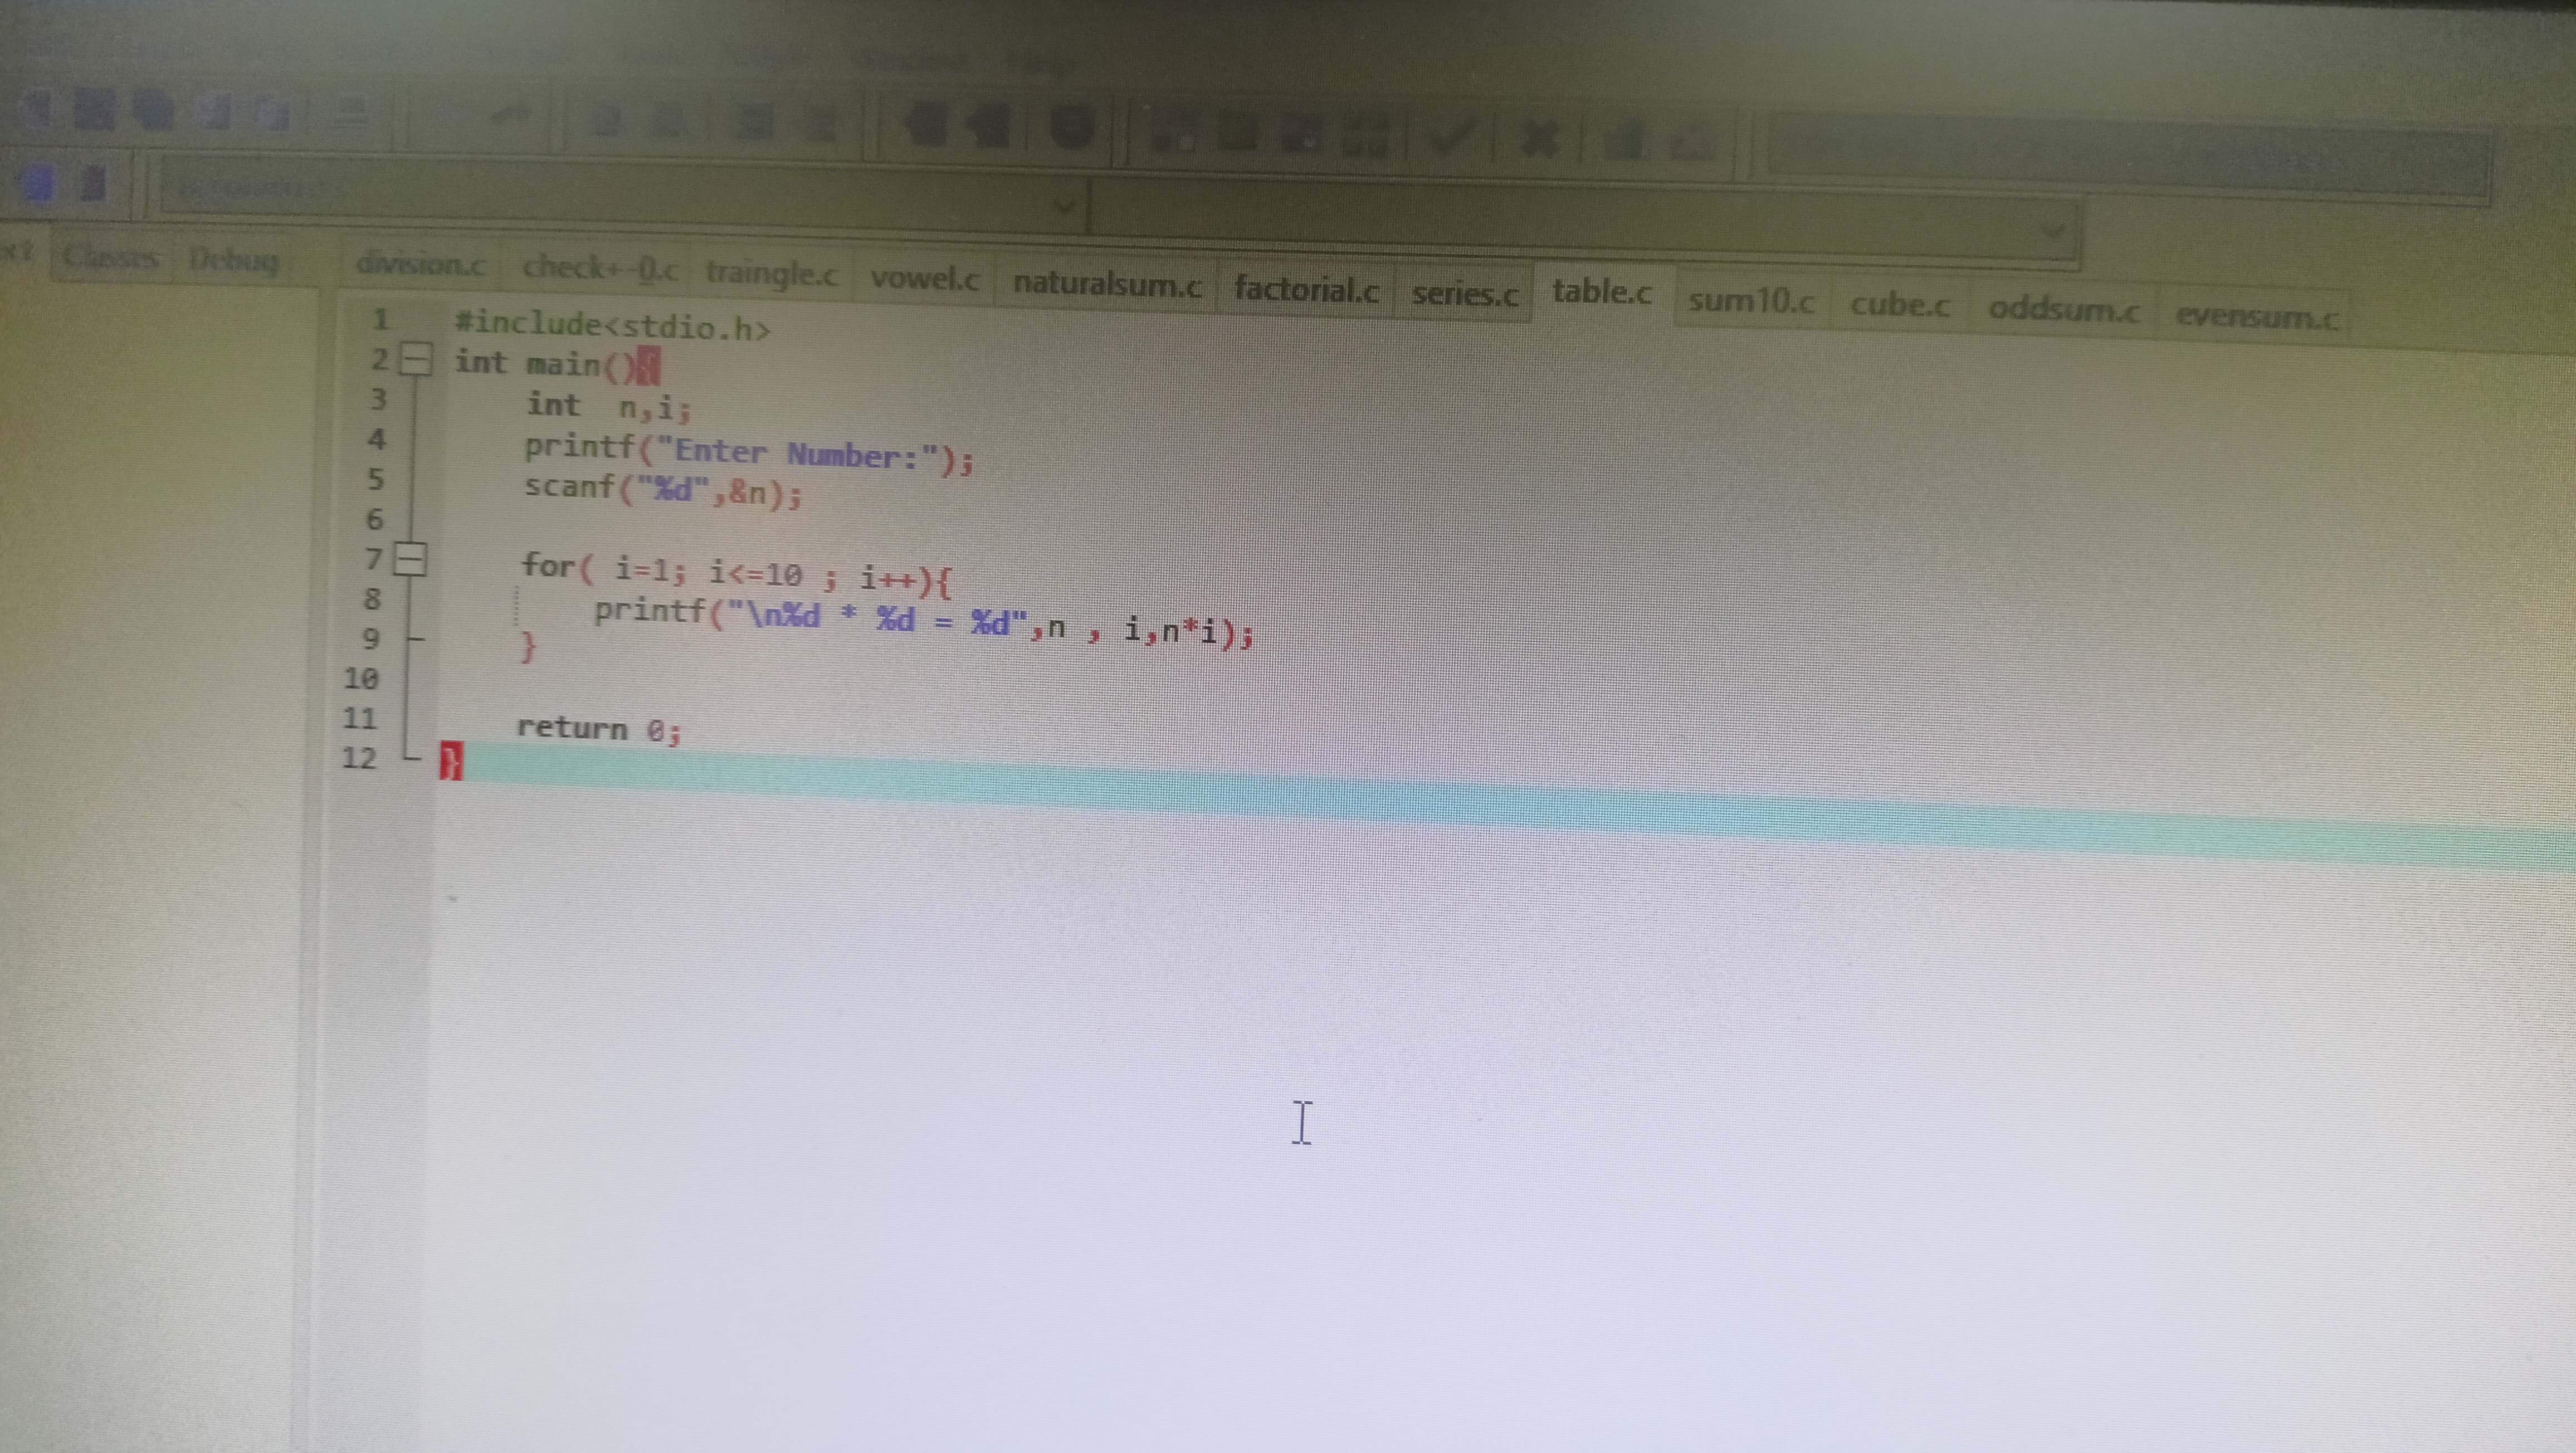 Classes Debug division.c check+-0.c traingle.c vowel.c naturalsum.c factorial.c series.c table.c sum10.c cube.c oddsum.c evensum.c
1 #include<stdio.h>
2 int main(){
3 int n,i;
4 printf("Enter Number:");
5 scanf("%d",&n);
6
7 for( i=1; i<=10 ; i++){
8 printf("\n%d * %d = %d",n , i,n*i);
9 }
10
11 return 0;
12 }